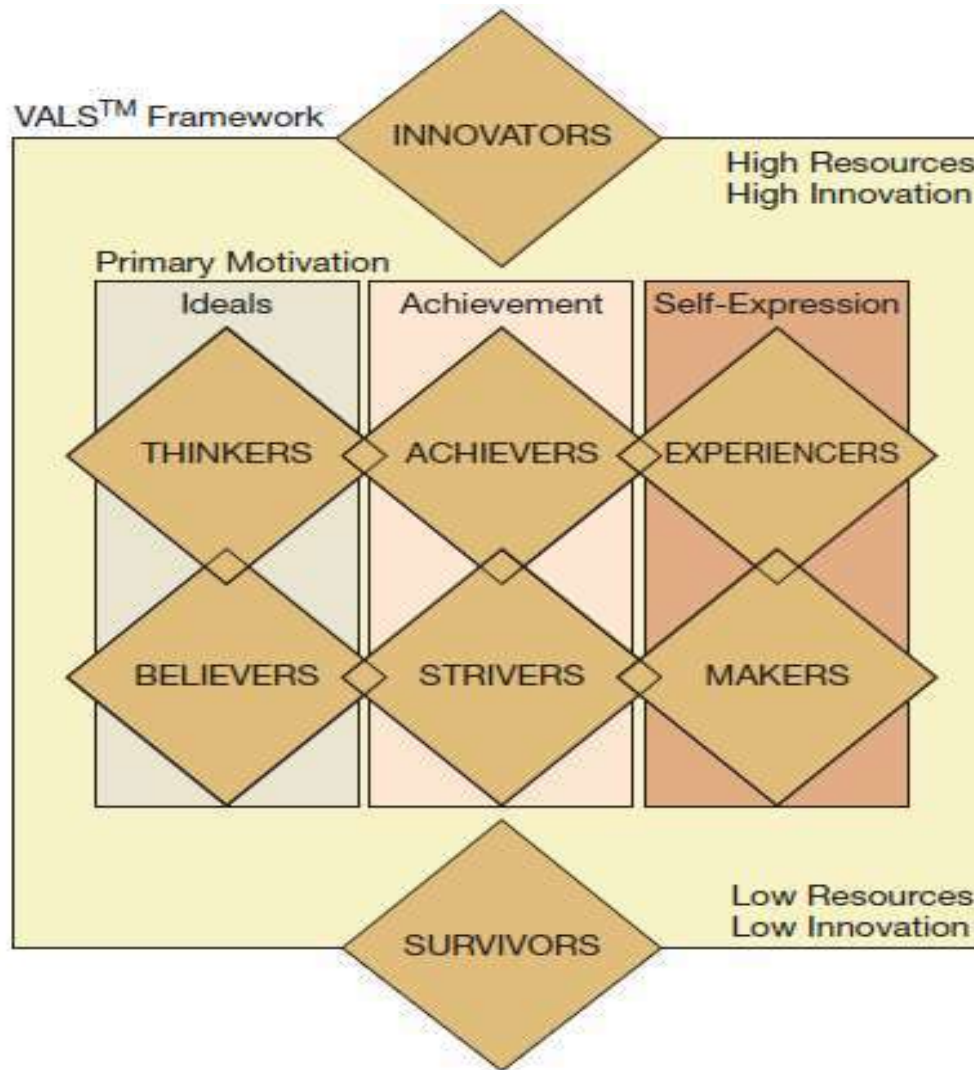 INNOVATORS
VALS™ Framework
High Resources
High Innovation
Primary Motivation
Ideals
Achievement
Self-Expression
THINKERS
ACHIEVERS
EXPERIENCERS
BELIEVERS
STRIVERS
MAKERS
Low Resources
Low Innovation
SURVIVORS